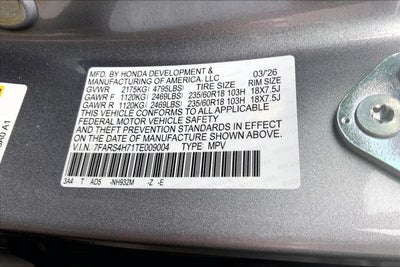 MFD. BY HONDA DEVELOPMENT & 03/26
MANUFACTURING OF AMERICA, LLC
GVWR 2175KG(4795LBS) TIRE SIZE RIM SIZE
GAWR F 1120KG(2469LBS) 235/60R18 103H 18X7.5J
GAWR R 1120KG(2469LBS) 235/60R18 103H 18X7.5J
THIS VEHICLE CONFORMS TO ALL APPLICABLE
FEDERAL MOTOR VEHICLE SAFETY
AND THEFT PREVENTION STANDARDS IN EFFECT
ON THE DATE OF MANUFACTURE SHOWN ABOVE.
V.I.N.: 7FARS4H71TE009004 TYPE: MPV
3A4 T AD5 -NH932M -Z -E